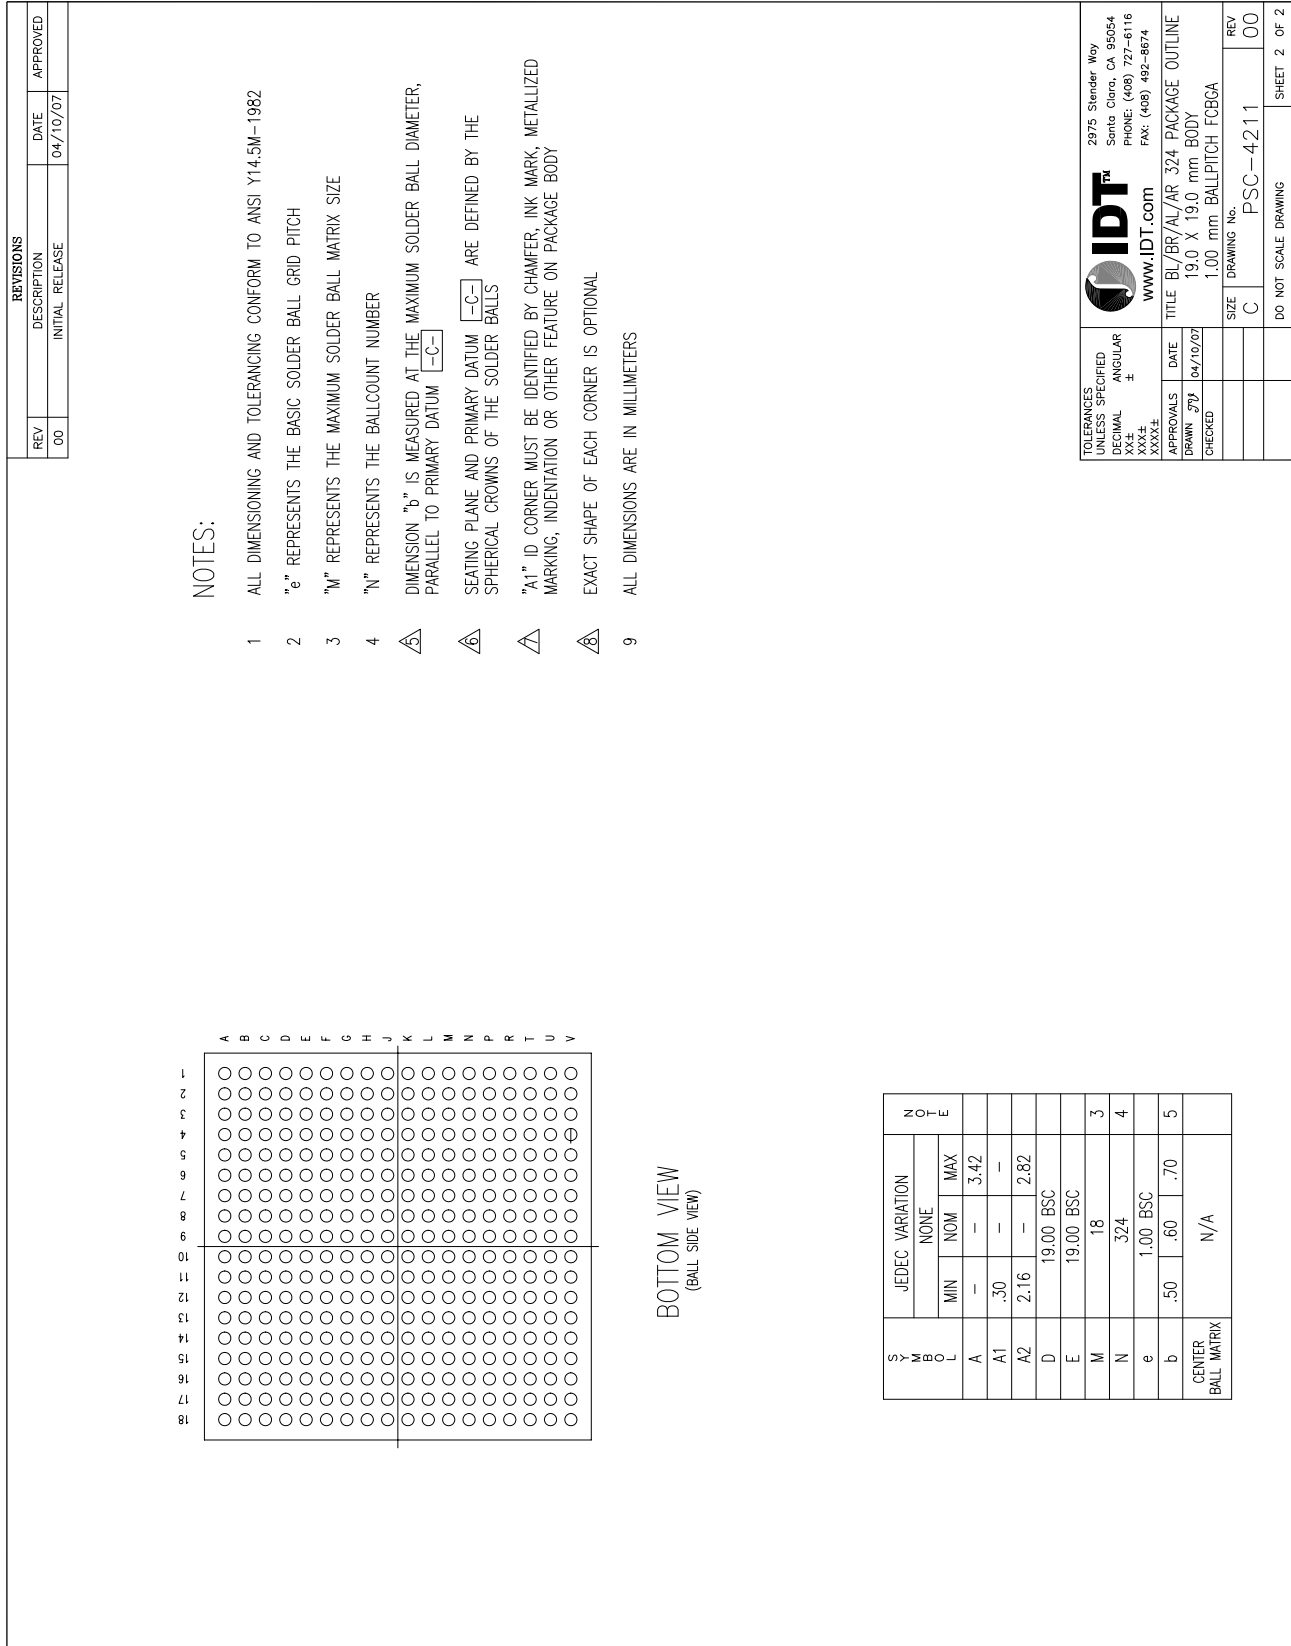 REVISIONS
REV DESCRIPTION DATE APPROVED
00 INITIAL RELEASE 04/10/07
NOTES:
1 ALL DIMENSIONING AND TOLERANCING CONFORM TO ANSI Y14.5M-1982
2 "e" REPRESENTS THE BASIC SOLDER BALL GRID PITCH
3 "M" REPRESENTS THE MAXIMUM SOLDER BALL MATRIX SIZE
4 "N" REPRESENTS THE BALLCOUNT NUMBER
5 DIMENSION "b" IS MEASURED AT THE MAXIMUM SOLDER BALL DIAMETER,
PARALLEL TO PRIMARY DATUM -C-
6 SEATING PLANE AND PRIMARY DATUM -C- ARE DEFINED BY THE
SPHERICAL CROWNS OF THE SOLDER BALLS
7 "A1" ID CORNER MUST BE IDENTIFIED BY CHAMFER, INK MARK, METALLIZED
MARKING, INDENTATION OR OTHER FEATURE ON PACKAGE BODY
8 EXACT SHAPE OF EACH CORNER IS OPTIONAL
9 ALL DIMENSIONS ARE IN MILLIMETERS
18 17 16 15 14 13 12 11 10 9 8 7 6 5 4 3 2 1
A
B
C
D
E
F
G
H
J
K
L
M
N
P
R
T
U
V
BOTTOM VIEW
(BALL SIDE VIEW)
SYMBOL JEDEC VARIATION NOTE
NONE
MIN NOM MAX
A - - 3.42
A1 .30 - -
A2 2.16 - 2.82
D 19.00 BSC
E 19.00 BSC
M 18 3
N 324 4
e 1.00 BSC
b .50 .60 .70 5
CENTER
BALL MATRIX N/A
TOLERANCES
UNLESS SPECIFIED
DECIMAL ANGULAR
XX± ±
XXX±
XXXX±
APPROVALS DATE
DRAWN 04/10/07
CHECKED
IDT™
www.IDT.com
2975 Stender Way
Santa Clara, CA 95054
PHONE: (408) 727-6116
FAX: (408) 492-8674
TITLE BL/BR/AL/AR 324 PACKAGE OUTLINE
19.0 X 19.0 mm BODY
1.00 mm BALLPITCH FCBGA
SIZE DRAWING No. REV
C PSC-4211 00
DO NOT SCALE DRAWING SHEET 2 OF 2